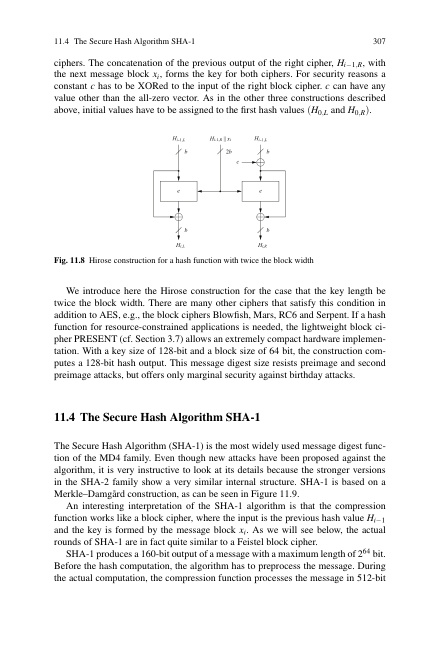 11.4 The Secure Hash Algorithm SHA-1 307
ciphers. The concatenation of the previous output of the right cipher, H_{i−1,R}, with
the next message block x_i, forms the key for both ciphers. For security reasons a
constant c has to be XORed to the input of the right block cipher. c can have any
value other than the all-zero vector. As in the other three constructions described
above, initial values have to be assigned to the first hash values (H_{0,L} and H_{0,R}).
H_{i−1,L} H_{i−1,R} ∥ x_i H_{i−1,L}
b 2b b
c
e e
b b
H_{i,L} H_{i,R}
Fig. 11.8 Hirose construction for a hash function with twice the block width
We introduce here the Hirose construction for the case that the key length be
twice the block width. There are many other ciphers that satisfy this condition in
addition to AES, e.g., the block ciphers Blowfish, Mars, RC6 and Serpent. If a hash
function for resource-constrained applications is needed, the lightweight block ci-
pher PRESENT (cf. Section 3.7) allows an extremely compact hardware implemen-
tation. With a key size of 128-bit and a block size of 64 bit, the construction com-
putes a 128-bit hash output. This message digest size resists preimage and second
preimage attacks, but offers only marginal security against birthday attacks.
11.4 The Secure Hash Algorithm SHA-1
The Secure Hash Algorithm (SHA-1) is the most widely used message digest func-
tion of the MD4 family. Even though new attacks have been proposed against the
algorithm, it is very instructive to look at its details because the stronger versions
in the SHA-2 family show a very similar internal structure. SHA-1 is based on a
Merkle–Damgård construction, as can be seen in Figure 11.9.
An interesting interpretation of the SHA-1 algorithm is that the compression
function works like a block cipher, where the input is the previous hash value H_{i−1}
and the key is formed by the message block x_i. As we will see below, the actual
rounds of SHA-1 are in fact quite similar to a Feistel block cipher.
SHA-1 produces a 160-bit output of a message with a maximum length of 2^{64} bit.
Before the hash computation, the algorithm has to preprocess the message. During
the actual computation, the compression function processes the message in 512-bit